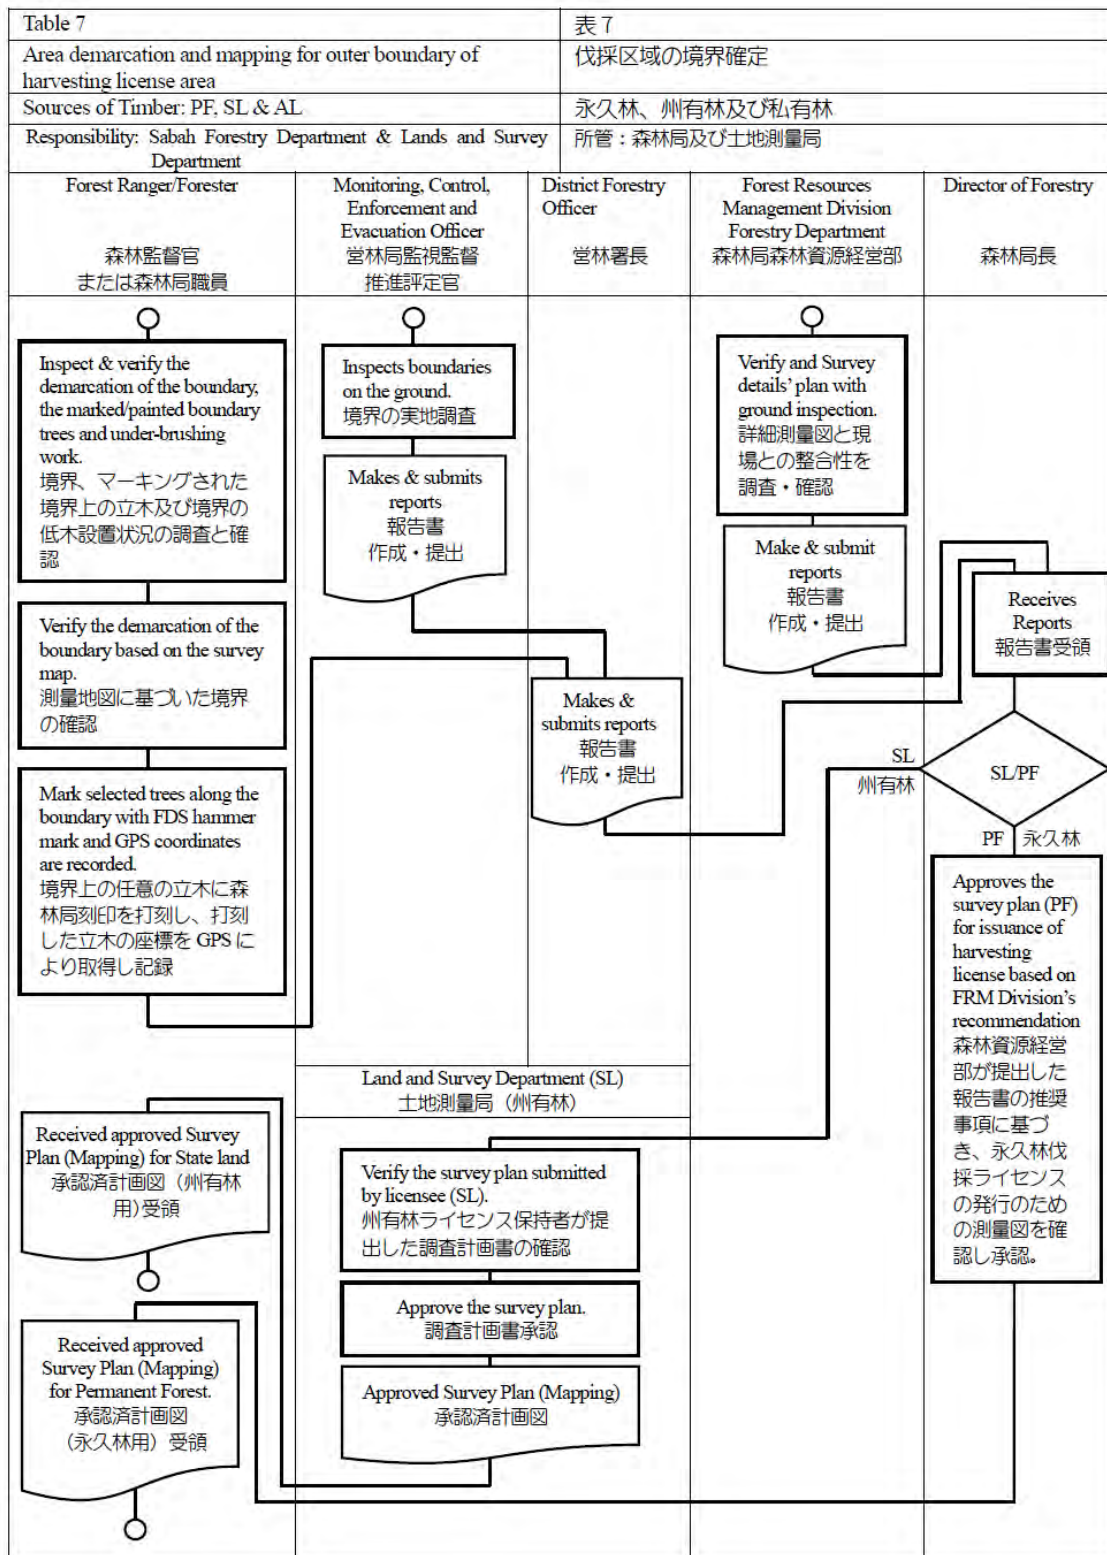 Table 7
表７
Area demarcation and mapping for outer boundary of
harvesting license area
伐採区域の境界確定
Sources of Timber: PF, SL & AL
永久林、州有林及び私有林
Responsibility: Sabah Forestry Department & Lands and Survey
Department
所管：森林局及び土地測量局
Forest Ranger/Forester
森林監督官
または森林局職員
Monitoring, Control,
Enforcement and
Evacuation Officer
営林局監視監督
推進評定官
District Forestry
Officer
営林署長
Forest Resources
Management Division
Forestry Department
森林局森林資源経営部
Director of Forestry
森林局長
Inspect & verify the
demarcation of the boundary,
the marked/painted boundary
trees and under-brushing
work.
境界、マーキングされた
境界上の立木及び境界の
低木設置状況の調査と確
認
Verify the demarcation of the
boundary based on the survey
map.
測量地図に基づいた境界
の確認
Mark selected trees along the
boundary with FDS hammer
mark and GPS coordinates
are recorded.
境界上の任意の立木に森
林局刻印を打刻し、打刻
した立木の座標を GPS に
より取得し記録
Inspects boundaries
on the ground.
境界の実地調査
Makes & submits
reports
報告書
作成・提出
Makes &
submits reports
報告書
作成・提出
Verify and Survey
details’ plan with
ground inspection.
詳細測量図と現
場との整合性を
調査・確認
Make & submit
reports
報告書
作成・提出
Receives
Reports
報告書受領
SL/PF
SL
州有林
PF
永久林
Approves the
survey plan (PF)
for issuance of
harvesting
license based on
FRM Division’s
recommendation
森林資源経営
部が提出した
報告書の推奨
事項に基づ
き、永久林伐
採ライセンス
の発行のため
の測量図を確
認し承認。
Land and Survey Department (SL)
土地測量局（州有林）
Verify the survey plan submitted
by licensee (SL).
州有林ライセンス保持者が提
出した調査計画書の確認
Approve the survey plan.
調査計画書承認
Approved Survey Plan (Mapping)
承認済計画図
Received approved Survey
Plan (Mapping) for State land
承認済計画図（州有林
用）受領
Received approved
Survey Plan (Mapping)
for Permanent Forest.
承認済計画図
（永久林用）受領